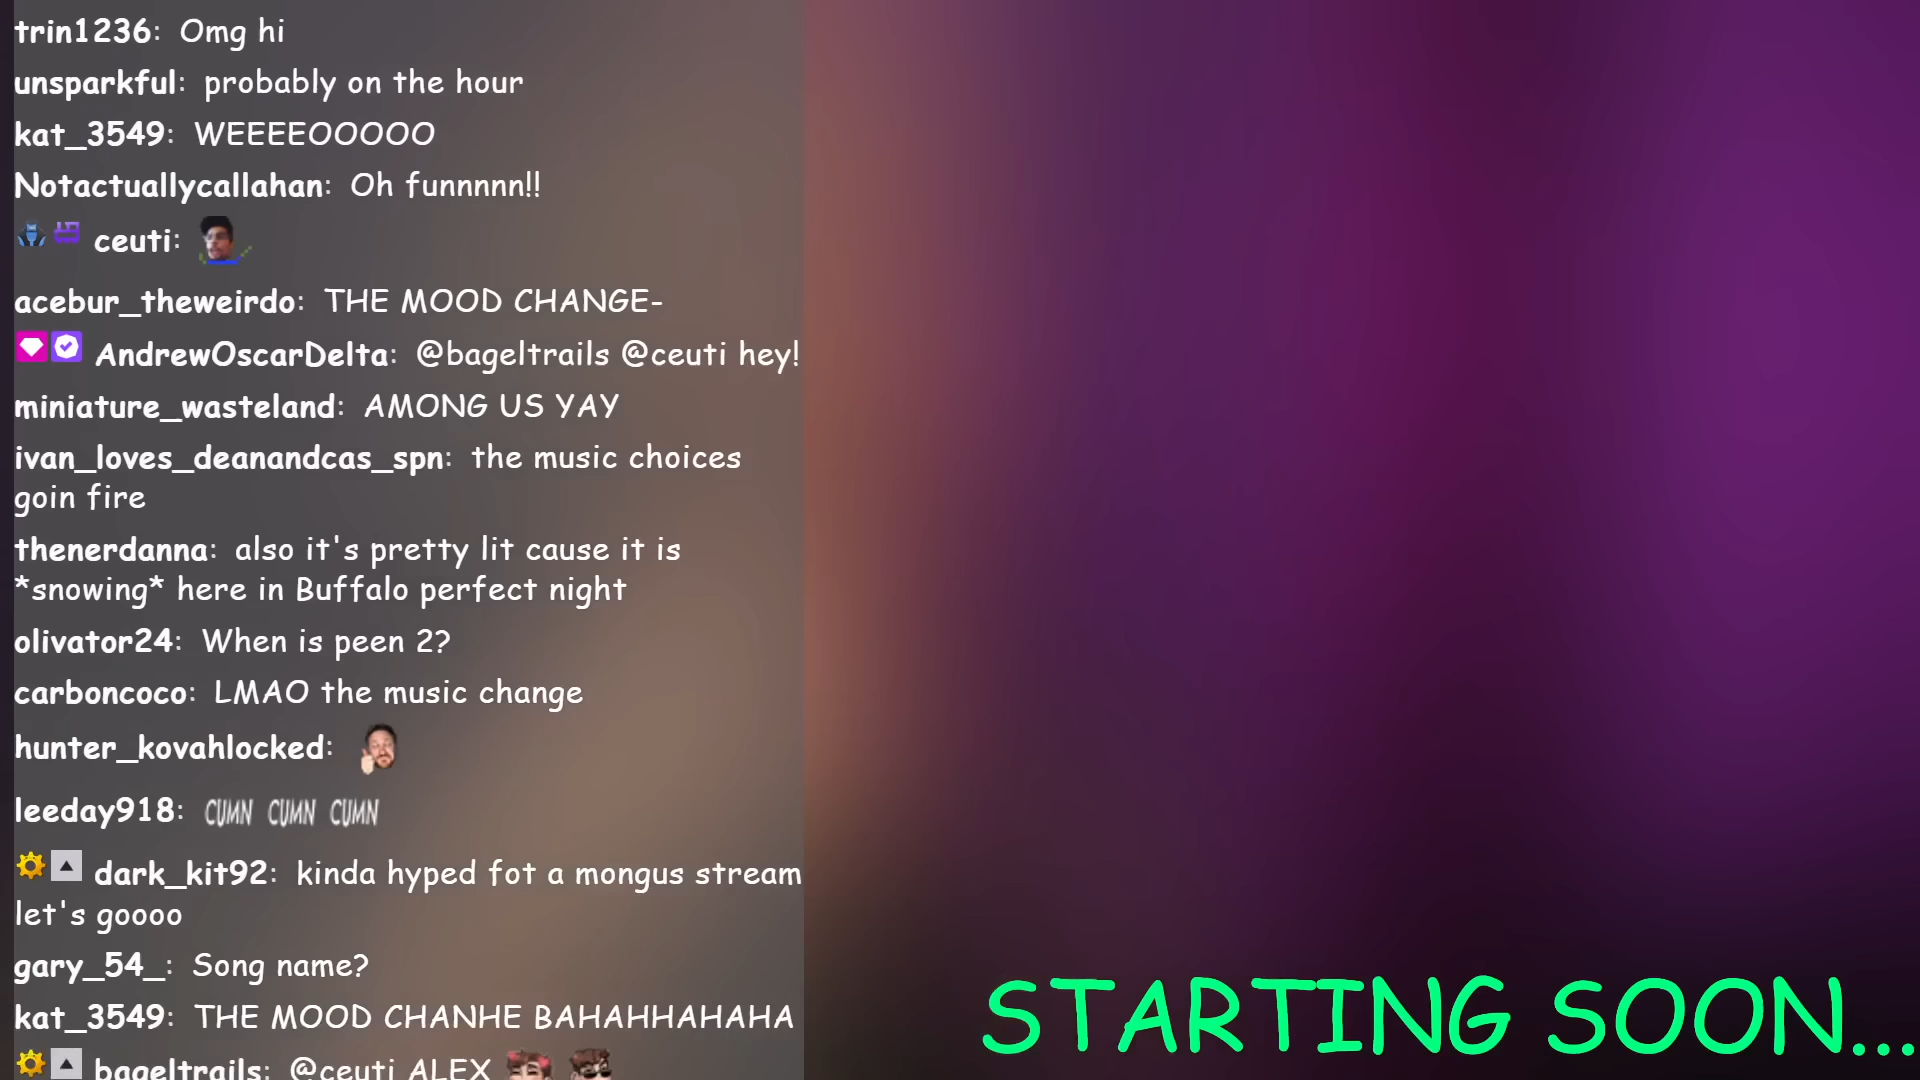 trin1236: Omg hi
unsparkful: probably on the hour
kat_3549: WEEEEOOOOO
Notactuallycallahan: Oh funnnnn!!
ceuti:
acebur_theweirdo: THE MOOD CHANGE-
AndrewOscarDelta: @bageltrails @ceuti hey!
miniature_wasteland: AMONG US YAY
ivan_loves_deanandcas_spn: the music choices
goin fire
thenerdanna: also it's pretty lit cause it is
*snowing* here in Buffalo perfect night
olivator24: When is peen 2?
carboncoco: LMAO the music change
hunter_kovahlocked:
leeday918: CUMN CUMN CUMN
dark_kit92: kinda hyped fot a mongus stream
let's goooo
gary_54_: Song name?
kat_3549: THE MOOD CHANHE BAHAHHAHAHA
bageltrails: @ceuti ALEX
STARTING SOON...